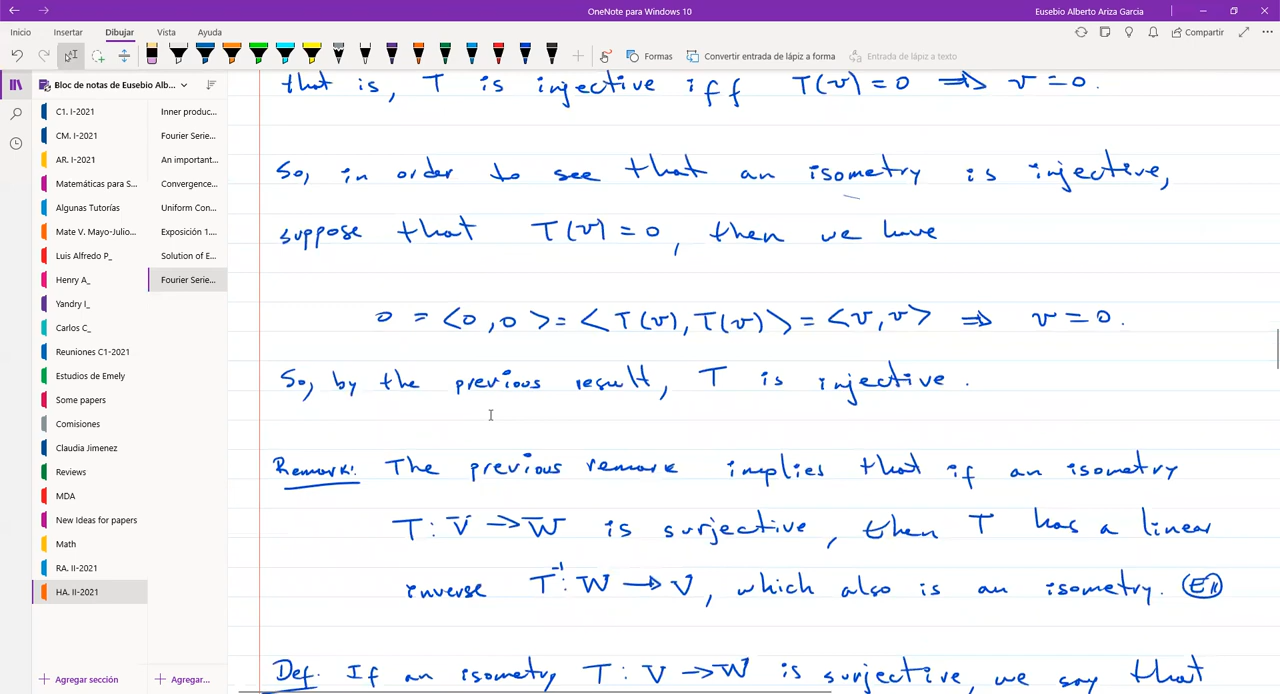 OneNote para Windows 10
Eusebio Alberto Ariza Garcia
Inicio Insertar Dibujar Vista Ayuda
Compartir
Formas Convertir entrada de lápiz a forma Entrada de lápiz a texto
Bloc de notas de Eusebio Alb...
C1. I-2021
CM. I-2021
AR. I-2021
Matemáticas para S...
Algunas Tutorías
Mate V. Mayo-Julio...
Luis Alfredo P_
Henry A_
Yandry I_
Carlos C_
Reuniones C1-2021
Estudios de Emely
Some papers
Comisiones
Claudia Jimenez
Reviews
MDA
New Ideas for papers
Math
RA. II-2021
HA. II-2021
Agregar sección
Inner produc...
Fourier Serie...
An important...
Convergence...
Uniform Con...
Exposición 1...
Solution of E...
Fourier Serie...
Agregar...
that is, T is injective iff T(v)=0 ⇒ v=0.
So, in order to see that an isometry is injective,
suppose that T(v)=0, then we have
0 = <0,0> = <T(v),T(v)> = <v,v> ⇒ v=0.
So, by the previous result, T is injective.
Remark: The previous remark implies that if an isometry
T: V → W is surjective, then T has a linear
inverse T⁻¹: W → V, which also is an isometry. (E11)
Def. If an isometry T: V → W is surjective, we say that